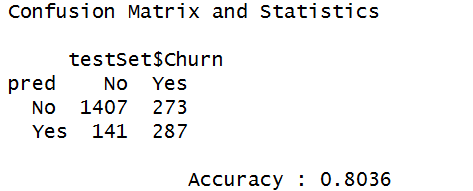 Confusion Matrix and Statistics
testSet$Churn
pred No Yes
No 1407 273
Yes 141 287
Accuracy : 0.8036